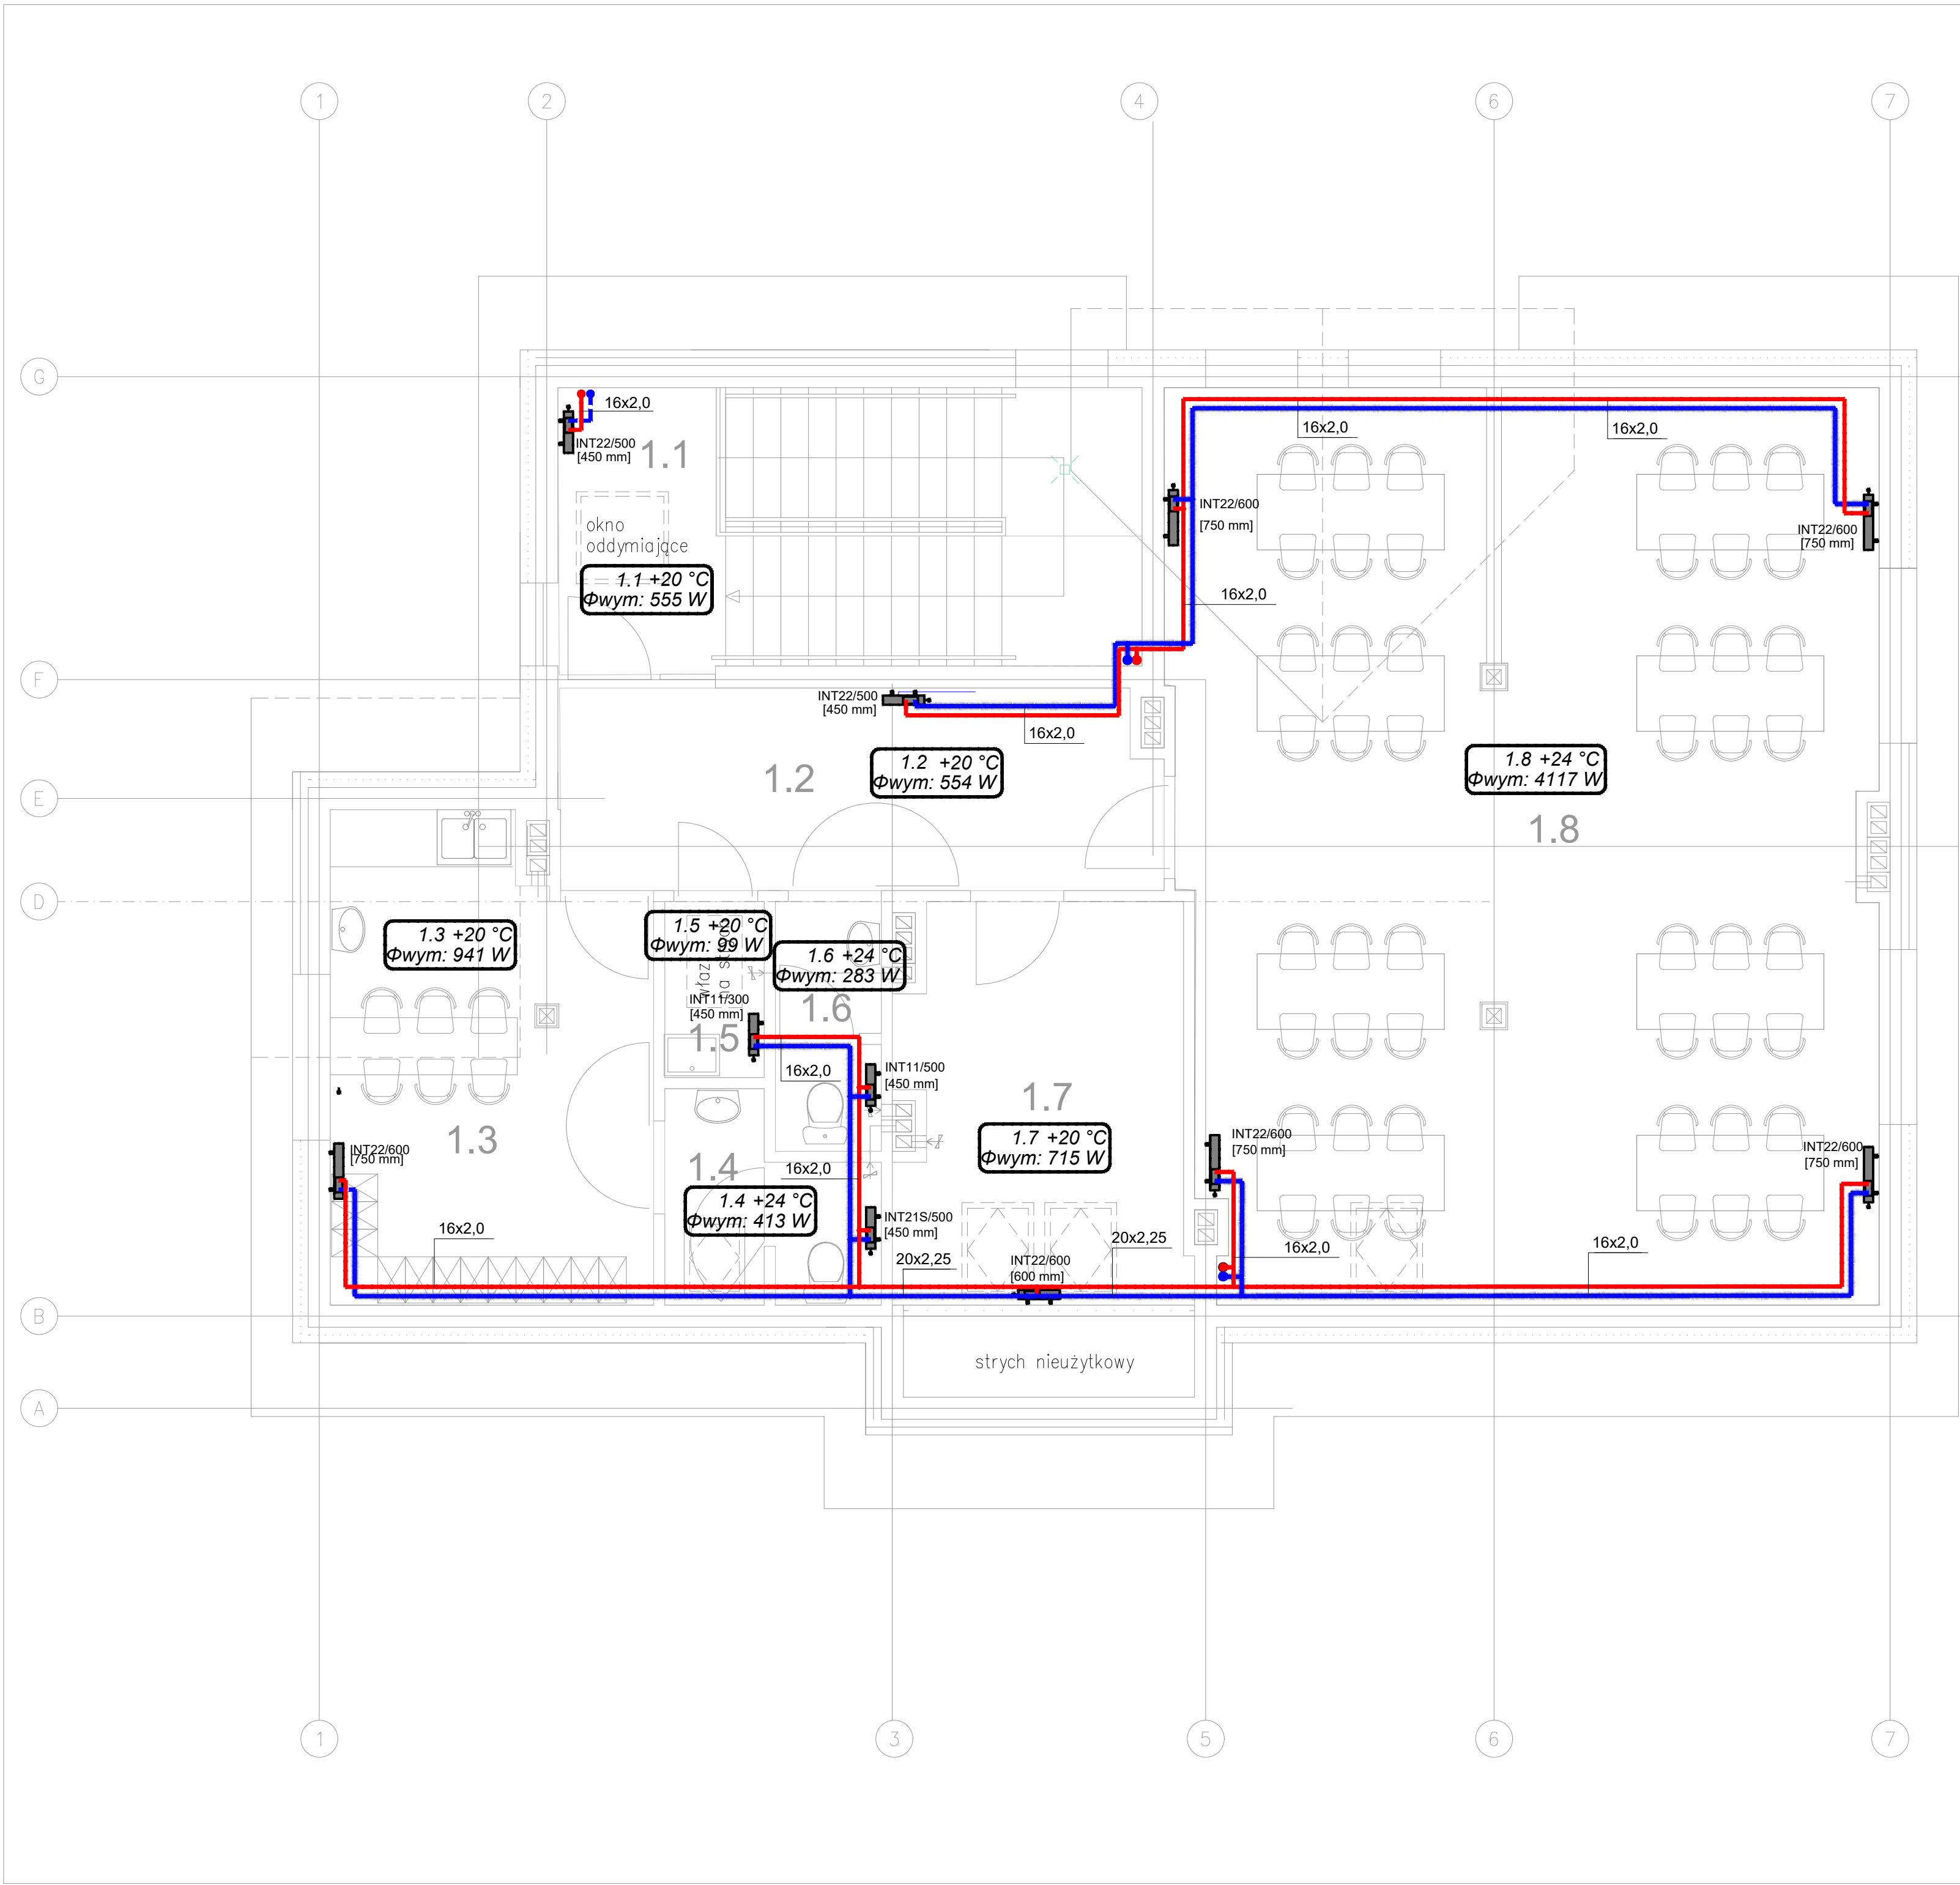 1
2
4
6
7
G
16x2,0
INT22/500
[450 mm]
1.1
16x2,0
16x2,0
INT22/600
[750 mm]
INT22/600
[750 mm]
okno
oddymiające
1.1 +20 °C
Φwym: 555 W
16x2,0
F
INT22/500
[450 mm]
16x2,0
1.2
1.2 +20 °C
Φwym: 554 W
1.8 +24 °C
Φwym: 4117 W
1.8
E
D
1.3 +20 °C
Φwym: 941 W
1.5 +20 °C
Φwym: 99 W
właz
na strych
1.6 +24 °C
Φwym: 283 W
INT11/300
[450 mm]
1.6
1.5
16x2,0
INT11/500
[450 mm]
1.7
1.7 +20 °C
Φwym: 715 W
INT22/600
[750 mm]
1.3
INT22/600
[750 mm]
INT22/600
[750 mm]
1.4
16x2,0
1.4 +24 °C
Φwym: 413 W
INT21S/500
[450 mm]
16x2,0
20x2,25
INT22/600
[600 mm]
20x2,25
16x2,0
16x2,0
B
strych nieużytkowy
A
1
3
5
6
7